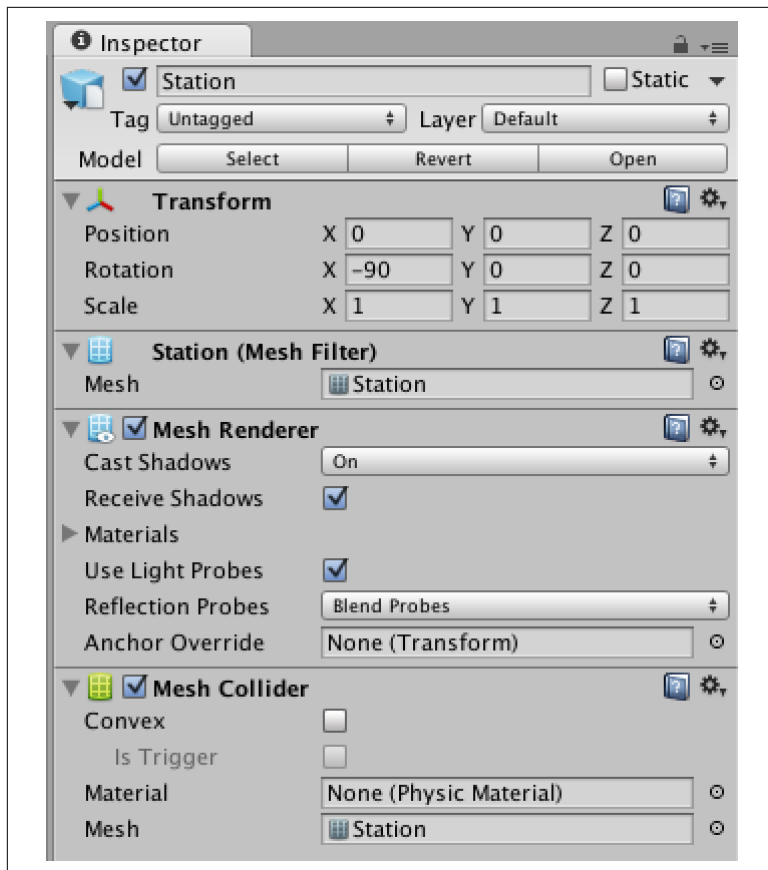 Inspector
Station Static
Tag Untagged Layer Default
Model Select Revert Open
Transform
Position X 0 Y 0 Z 0
Rotation X -90 Y 0 Z 0
Scale X 1 Y 1 Z 1
Station (Mesh Filter)
Mesh Station
Mesh Renderer
Cast Shadows On
Receive Shadows
Materials
Use Light Probes
Reflection Probes Blend Probes
Anchor Override None (Transform)
Mesh Collider
Convex
Is Trigger
Material None (Physic Material)
Mesh Station